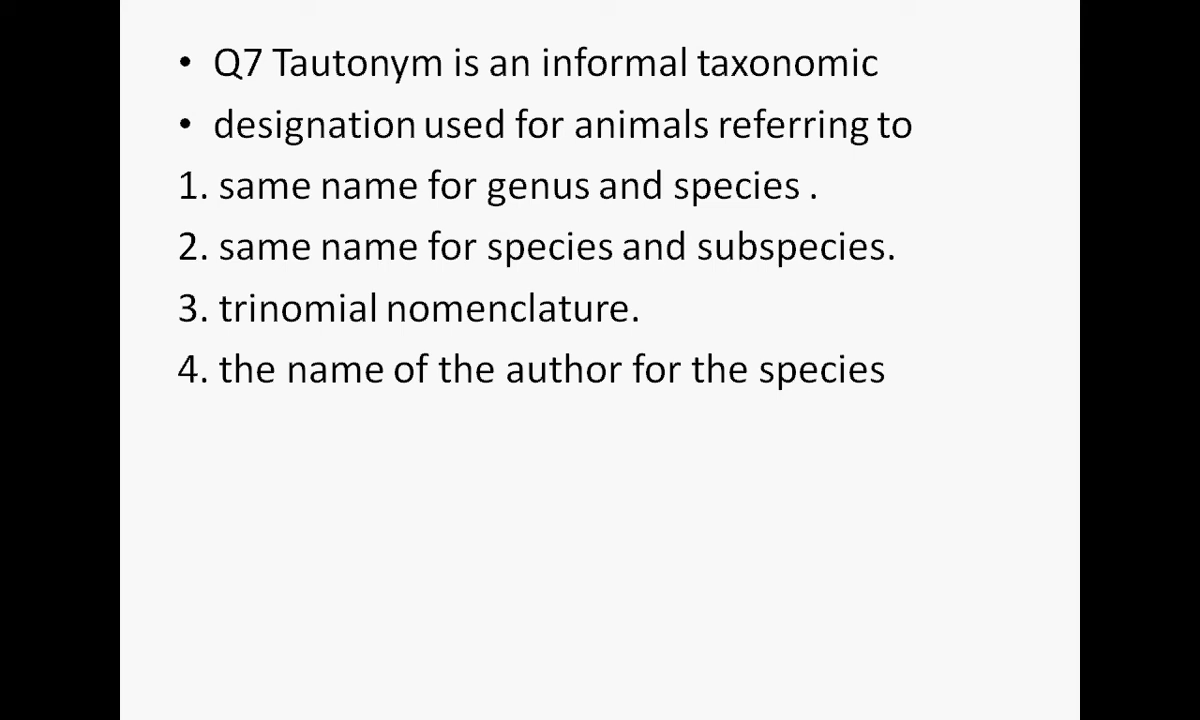 • Q7 Tautonym is an informal taxonomic
• designation used for animals referring to
1. same name for genus and species .
2. same name for species and subspecies.
3. trinomial nomenclature.
4. the name of the author for the species